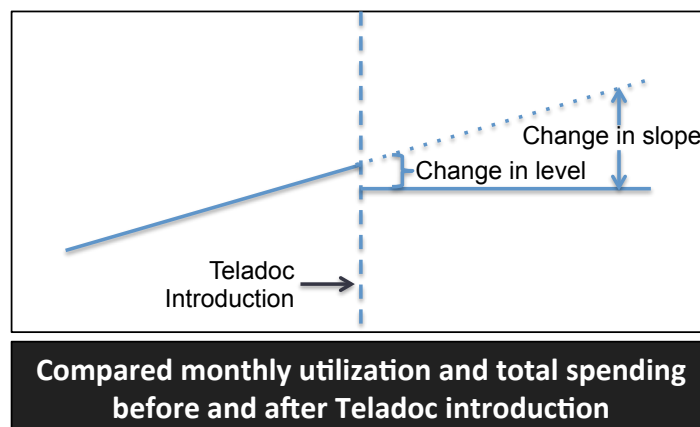 Change in slope
Change in level
Teladoc
Introduction
Compared monthly utilization and total spending
before and after Teladoc introduction